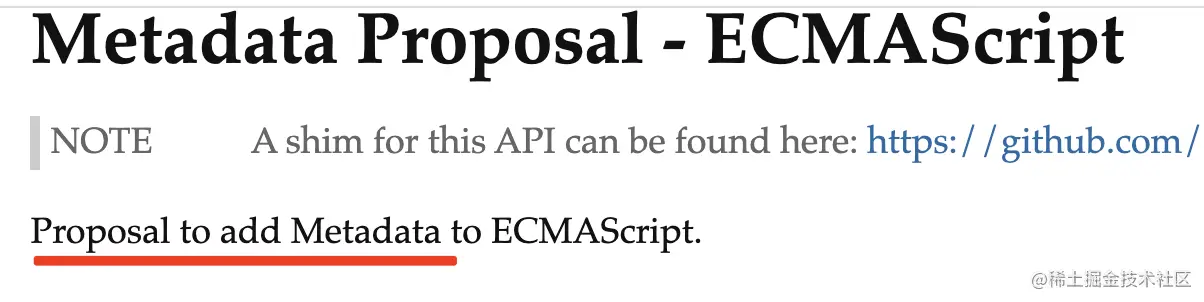 Metadata Proposal - ECMAScript
NOTE A shim for this API can be found here: https://github.com/
Proposal to add Metadata to ECMAScript.
@稀土掘金技术社区